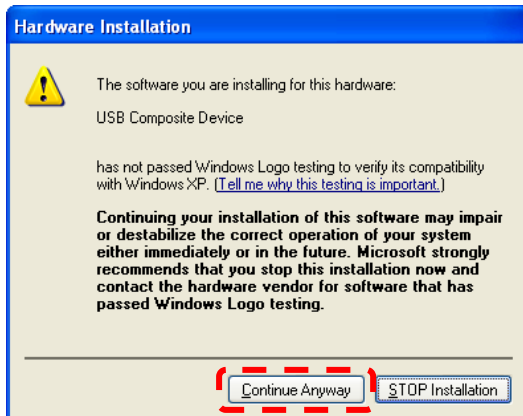 Hardware Installation
The software you are installing for this hardware:
USB Composite Device
has not passed Windows Logo testing to verify its compatibility
with Windows XP. (Tell me why this testing is important.)
Continuing your installation of this software may impair
or destabilize the correct operation of your system
either immediately or in the future. Microsoft strongly
recommends that you stop this installation now and
contact the hardware vendor for software that has
passed Windows Logo testing.
Continue Anyway STOP Installation